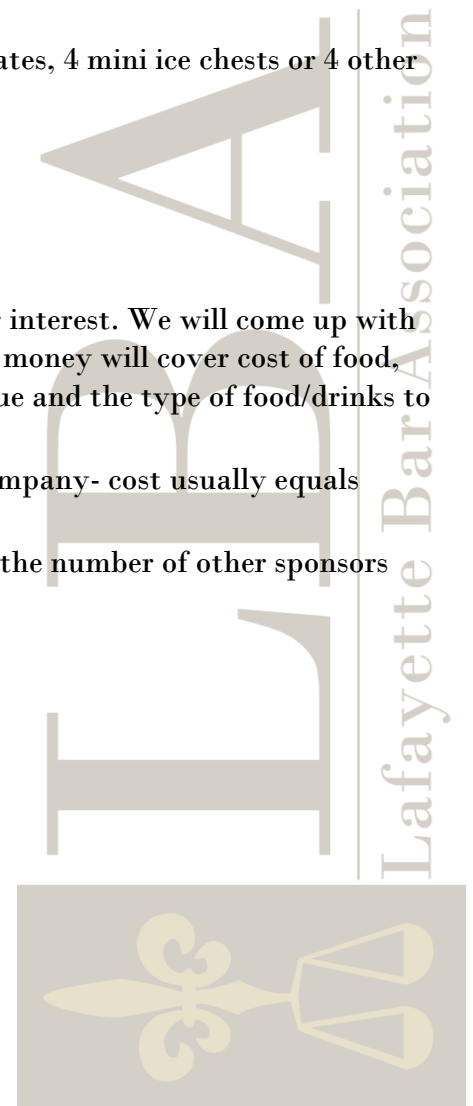 ates, 4 mini ice chests or 4 other
interest. We will come up with
money will cover cost of food,
ue and the type of food/drinks to
mpany- cost usually equals
the number of other sponsors
LBA
Lafayette Bar Association